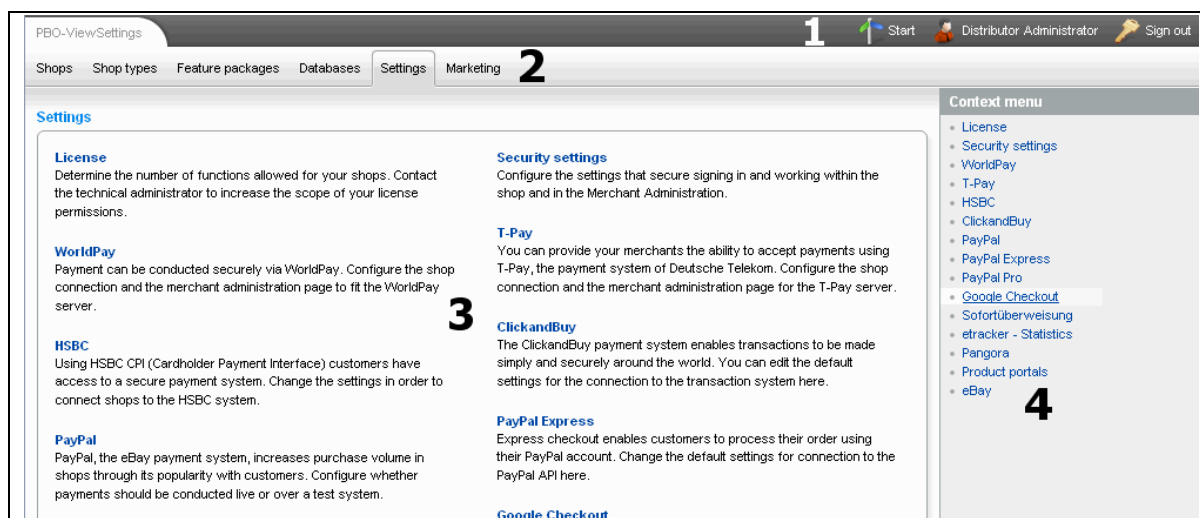 PBO-ViewSettings
1
Start
Distributor Administrator
Sign out
Shops
Shop types
Feature packages
Databases
Settings
Marketing
2
Settings
License
Determine the number of functions allowed for your shops. Contact
the technical administrator to increase the scope of your license
permissions.
Security settings
Configure the settings that secure signing in and working within the
shop and in the Merchant Administration.
WorldPay
Payment can be conducted securely via WorldPay. Configure the shop
connection and the merchant administration page to fit the WorldPay
server.
T-Pay
You can provide your merchants the ability to accept payments using
T-Pay, the payment system of Deutsche Telekom. Configure the shop
connection and the merchant administration page for the T-Pay server.
3
HSBC
Using HSBC CPI (Cardholder Payment Interface) customers have
access to a secure payment system. Change the settings in order to
connect shops to the HSBC system.
ClickandBuy
The ClickandBuy payment system enables transactions to be made
simply and securely around the world. You can edit the default
settings for the connection to the transaction system here.
PayPal
PayPal, the eBay payment system, increases purchase volume in
shops through its popularity with customers. Configure whether
payments should be conducted live or over a test system.
PayPal Express
Express checkout enables customers to process their order using
their PayPal account. Change the default settings for connection to the
PayPal API here.
Google Checkout
Context menu
License
Security settings
WorldPay
T-Pay
HSBC
ClickandBuy
PayPal
PayPal Express
PayPal Pro
Google Checkout
Sofortüberweisung
etracker - Statistics
Pangora
Product portals
eBay
4